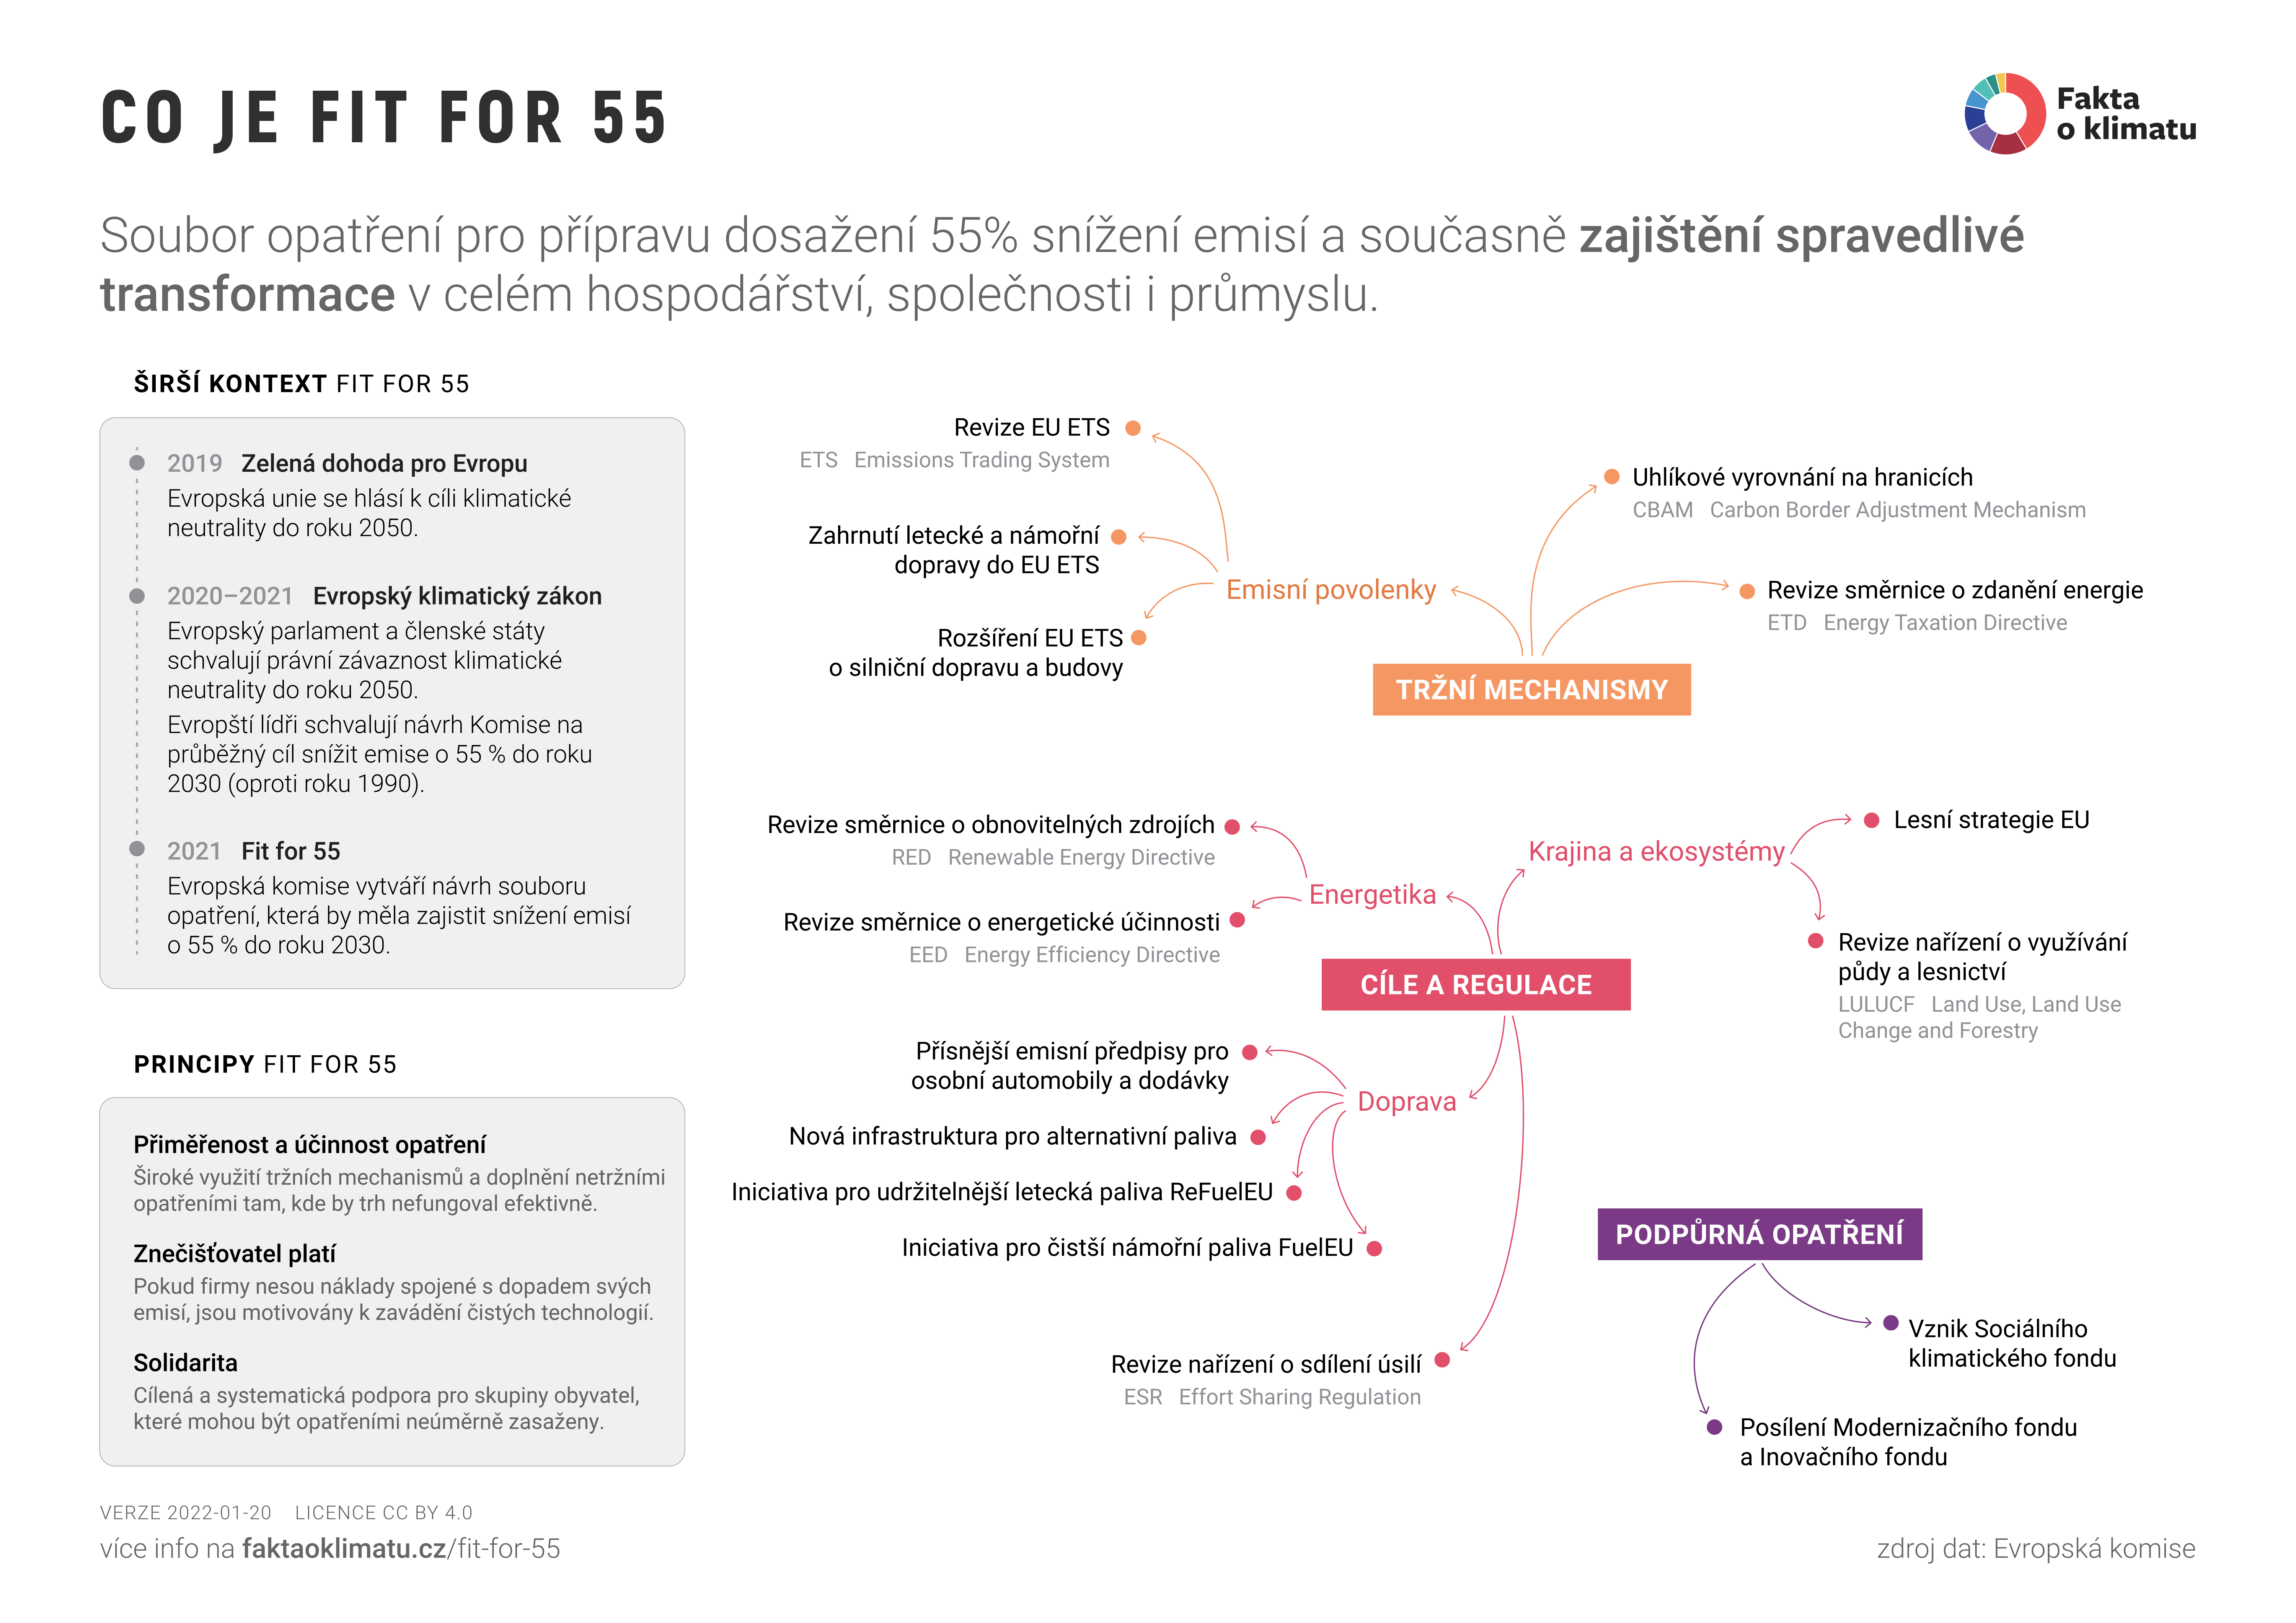 CO JE FIT FOR 55
Fakta
o klimatu
Soubor opatření pro přípravu dosažení 55% snížení emisí a současně zajištění spravedlivé
transformace v celém hospodářství, společnosti i průmyslu.
ŠIRŠÍ KONTEXT FIT FOR 55
2019 Zelená dohoda pro Evropu
Evropská unie se hlásí k cíli klimatické
neutrality do roku 2050.
2020–2021 Evropský klimatický zákon
Evropský parlament a členské státy
schvalují právní závaznost klimatické
neutrality do roku 2050.
Evropští lídři schvalují návrh Komise na
průběžný cíl snížit emise o 55 % do roku
2030 (oproti roku 1990).
2021 Fit for 55
Evropská komise vytváří návrh souboru
opatření, která by měla zajistit snížení emisí
o 55 % do roku 2030.
PRINCIPY FIT FOR 55
Přiměřenost a účinnost opatření
Široké využití tržních mechanismů a doplnění netržními
opatřeními tam, kde by trh nefungoval efektivně.
Znečišťovatel platí
Pokud firmy nesou náklady spojené s dopadem svých
emisí, jsou motivovány k zavádění čistých technologií.
Solidarita
Cílená a systematická podpora pro skupiny obyvatel,
které mohou být opatřeními neúměrně zasaženy.
Revize EU ETS
ETS Emissions Trading System
Zahrnutí letecké a námořní
dopravy do EU ETS
Rozšíření EU ETS
o silniční dopravu a budovy
Emisní povolenky
Uhlíkové vyrovnání na hranicích
CBAM Carbon Border Adjustment Mechanism
Revize směrnice o zdanění energie
ETD Energy Taxation Directive
TRŽNÍ MECHANISMY
Revize směrnice o obnovitelných zdrojích
RED Renewable Energy Directive
Revize směrnice o energetické účinnosti
EED Energy Efficiency Directive
Energetika
Krajina a ekosystémy
Lesní strategie EU
Revize nařízení o využívání
půdy a lesnictví
LULUCF Land Use, Land Use
Change and Forestry
CÍLE A REGULACE
Přísnější emisní předpisy pro
osobní automobily a dodávky
Doprava
Nová infrastruktura pro alternativní paliva
Iniciativa pro udržitelnější letecká paliva ReFuelEU
Iniciativa pro čistší námořní paliva FuelEU
Revize nařízení o sdílení úsilí
ESR Effort Sharing Regulation
PODPŮRNÁ OPATŘENÍ
Vznik Sociálního
klimatického fondu
Posílení Modernizačního fondu
a Inovačního fondu
VERZE 2022-01-20 LICENCE CC BY 4.0
více info na faktaoklimatu.cz/fit-for-55
zdroj dat: Evropská komise